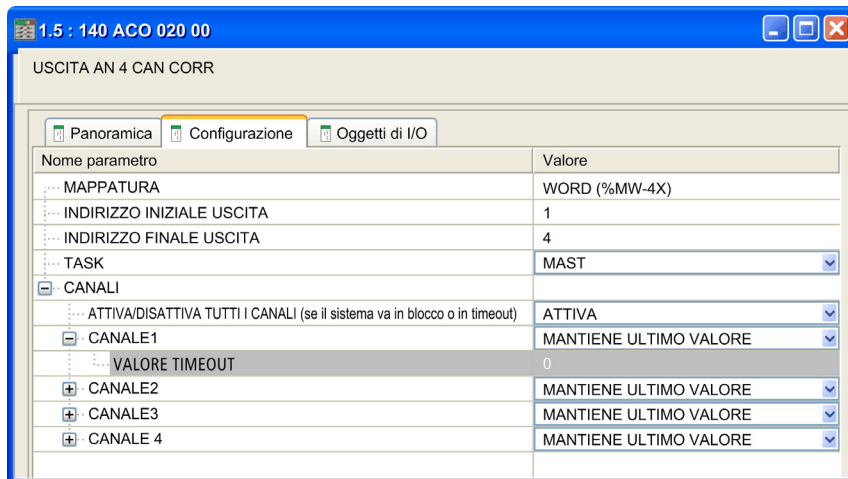 1.5 : 140 ACO 020 00
USCITA AN 4 CAN CORR
Panoramica Configurazione Oggetti di I/O
Nome parametro Valore
MAPPATURA WORD (%MW-4X)
INDIRIZZO INIZIALE USCITA 1
INDIRIZZO FINALE USCITA 4
TASK MAST
CANALI
ATTIVA/DISATTIVA TUTTI I CANALI (se il sistema va in blocco o in timeout) ATTIVA
CANALE1 MANTIENE ULTIMO VALORE
VALORE TIMEOUT 0
CANALE2 MANTIENE ULTIMO VALORE
CANALE3 MANTIENE ULTIMO VALORE
CANALE 4 MANTIENE ULTIMO VALORE